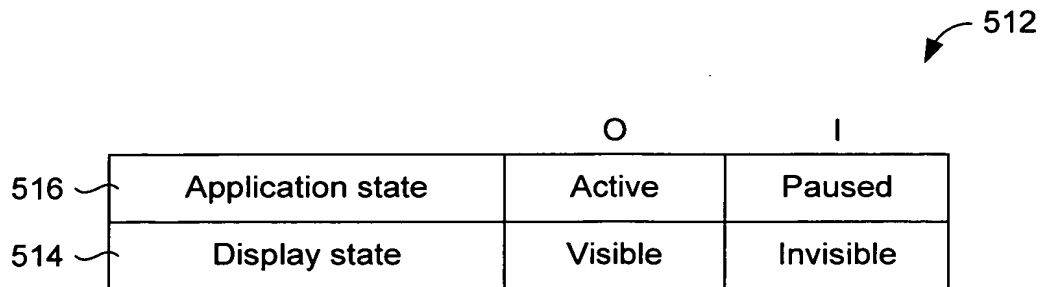 512
O I
516 Application state Active Paused
514 Display state Visible Invisible